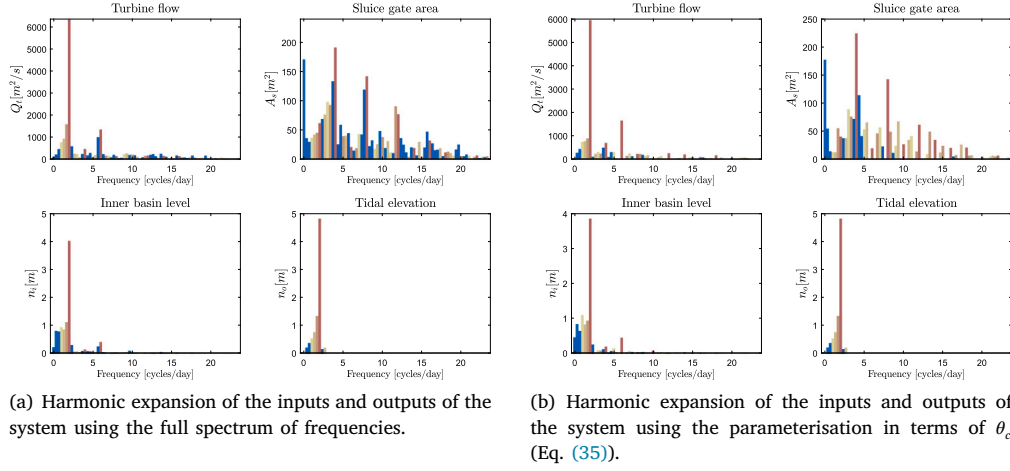 Turbine flow
Sluice gate area
6000
5000
4000
3000
2000
1000
0
Q_t[m²/s]
0 5 10 15 20
Frequency [cycles/day]
200
150
100
50
0
A_s[m²]
0 5 10 15 20
Frequency [cycles/day]
Inner basin level
Tidal elevation
5
4
3
2
1
0
n_i[m]
0 5 10 15 20
Frequency [cycles/day]
5
4
3
2
1
0
n_o[m]
0 5 10 15 20
Frequency [cycles/day]
(a) Harmonic expansion of the inputs and outputs of the
system using the full spectrum of frequencies.
Turbine flow
Sluice gate area
6000
5000
4000
3000
2000
1000
0
Q_t[m²/s]
0 5 10 15 20
Frequency [cycles/day]
250
200
150
100
50
0
A_s[m²]
0 5 10 15 20
Frequency [cycles/day]
Inner basin level
Tidal elevation
4
3
2
1
0
n_i[m]
0 5 10 15 20
Frequency [cycles/day]
5
4
3
2
1
0
n_o[m]
0 5 10 15 20
Frequency [cycles/day]
(b) Harmonic expansion of the inputs and outputs of
the system using the parameterisation in terms of θ_c
(Eq. (35)).